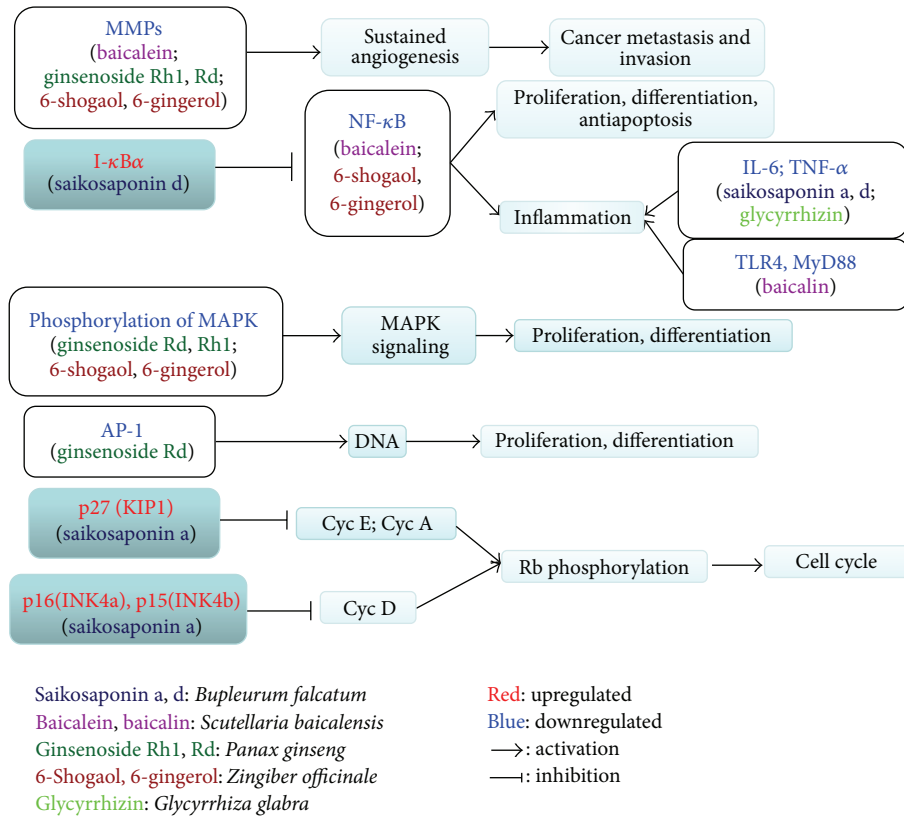 MMPs
(baicalein;
ginsenoside Rh1, Rd;
6-shogaol, 6-gingerol)
Sustained
angiogenesis
Cancer metastasis and
invasion
I-κBα
(saikosaponin d)
NF-κB
(baicalein;
6-shogaol,
6-gingerol)
Proliferation, differentiation,
antiapoptosis
Inflammation
IL-6; TNF-α
(saikosaponin a, d;
glycyrrhizin)
TLR4, MyD88
(baicalin)
Phosphorylation of MAPK
(ginsenoside Rd, Rh1;
6-shogaol, 6-gingerol)
MAPK
signaling
Proliferation, differentiation
AP-1
(ginsenoside Rd)
DNA
Proliferation, differentiation
p27 (KIP1)
(saikosaponin a)
Cyc E; Cyc A
p16(INK4a), p15(INK4b)
(saikosaponin a)
Cyc D
Rb phosphorylation
Cell cycle
Saikosaponin a, d: Bupleurum falcatum
Baicalein, baicalin: Scutellaria baicalensis
Ginsenoside Rh1, Rd: Panax ginseng
6-Shogaol, 6-gingerol: Zingiber officinale
Glycyrrhizin: Glycyrrhiza glabra
Red: upregulated
Blue: downregulated
: activation
: inhibition